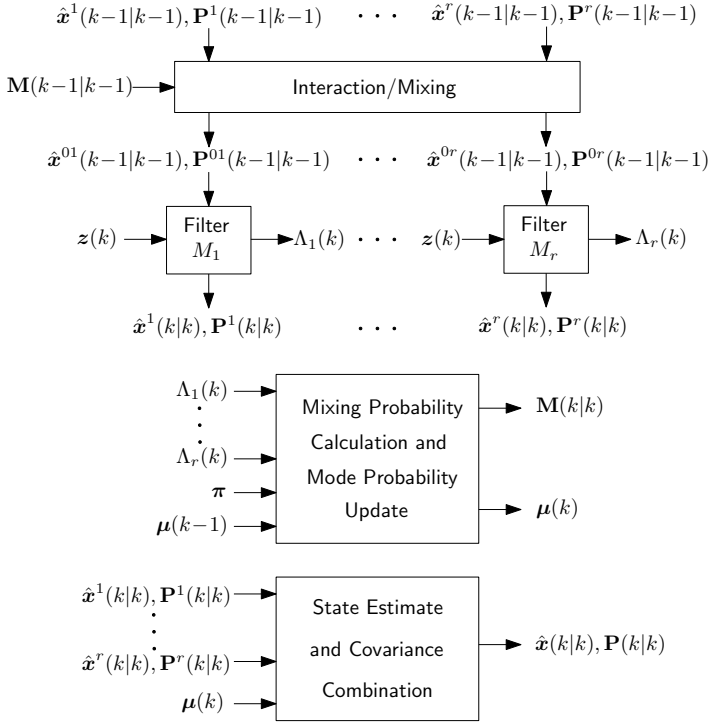 x̂¹(k−1|k−1), P¹(k−1|k−1) · · · x̂ʳ(k−1|k−1), Pʳ(k−1|k−1)
M(k−1|k−1)
Interaction/Mixing
x̂⁰¹(k−1|k−1), P⁰¹(k−1|k−1) · · · x̂⁰ʳ(k−1|k−1), P⁰ʳ(k−1|k−1)
z(k)
Filter
M₁
Λ₁(k) · · · z(k)
Filter
Mᵣ
Λᵣ(k)
x̂¹(k|k), P¹(k|k) · · · x̂ʳ(k|k), Pʳ(k|k)
Λ₁(k)
Λᵣ(k)
π
μ(k−1)
Mixing Probability
Calculation and
Mode Probability
Update
M(k|k)
μ(k)
x̂¹(k|k), P¹(k|k)
x̂ʳ(k|k), Pʳ(k|k)
μ(k)
State Estimate
and Covariance
Combination
x̂(k|k), P(k|k)